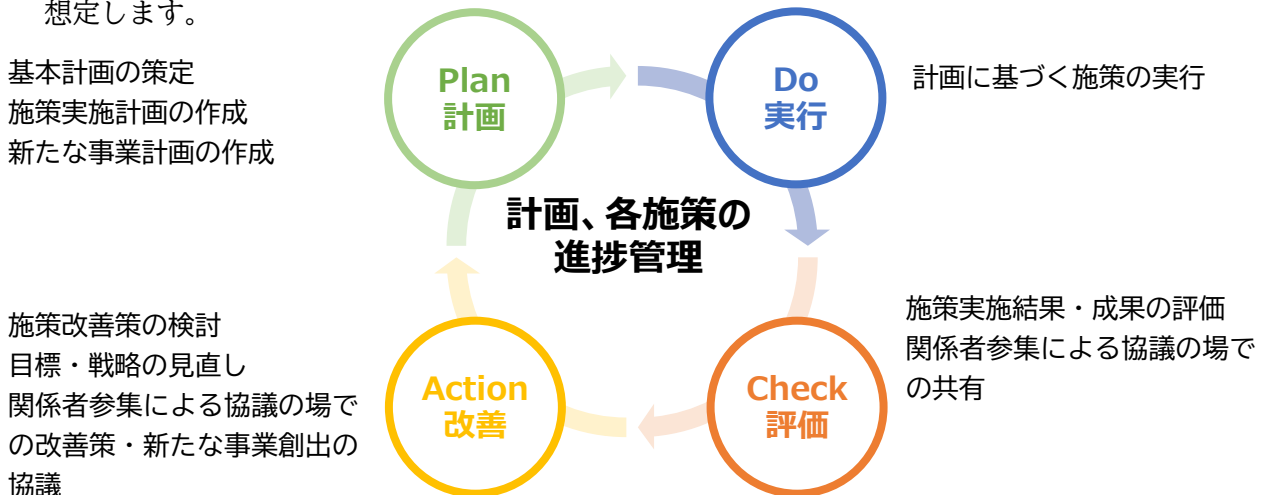 想定します。
基本計画の策定
施策実施計画の作成
新たな事業計画の作成
Plan
計画
Do
実行
計画に基づく施策の実行
計画、各施策の
進捗管理
施策改善策の検討
目標・戦略の見直し
関係者参集による協議の場で
の改善策・新たな事業創出の
協議
Action
改善
Check
評価
施策実施結果・成果の評価
関係者参集による協議の場で
の共有